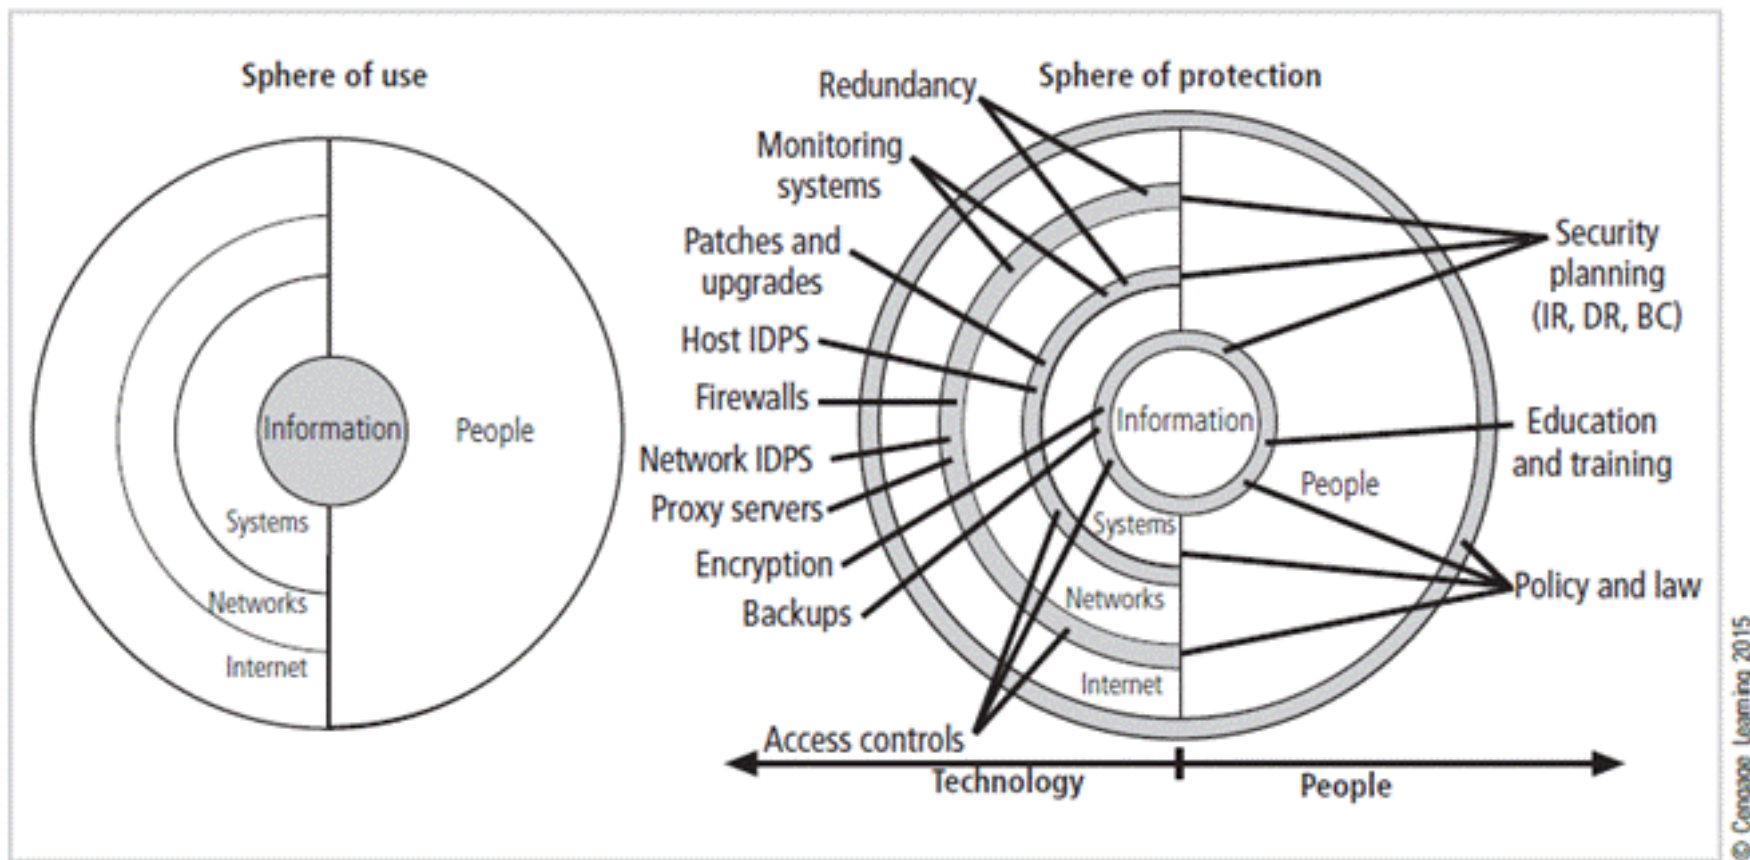 Sphere of use
Information
People
Systems
Networks
Internet
Sphere of protection
Redundancy
Monitoring
systems
Patches and
upgrades
Host IDPS
Firewalls
Network IDPS
Proxy servers
Encryption
Backups
Access controls
Information
People
Systems
Networks
Internet
Security
planning
(IR, DR, BC)
Education
and training
Policy and law
Technology
People
© Cengage Learning 2015